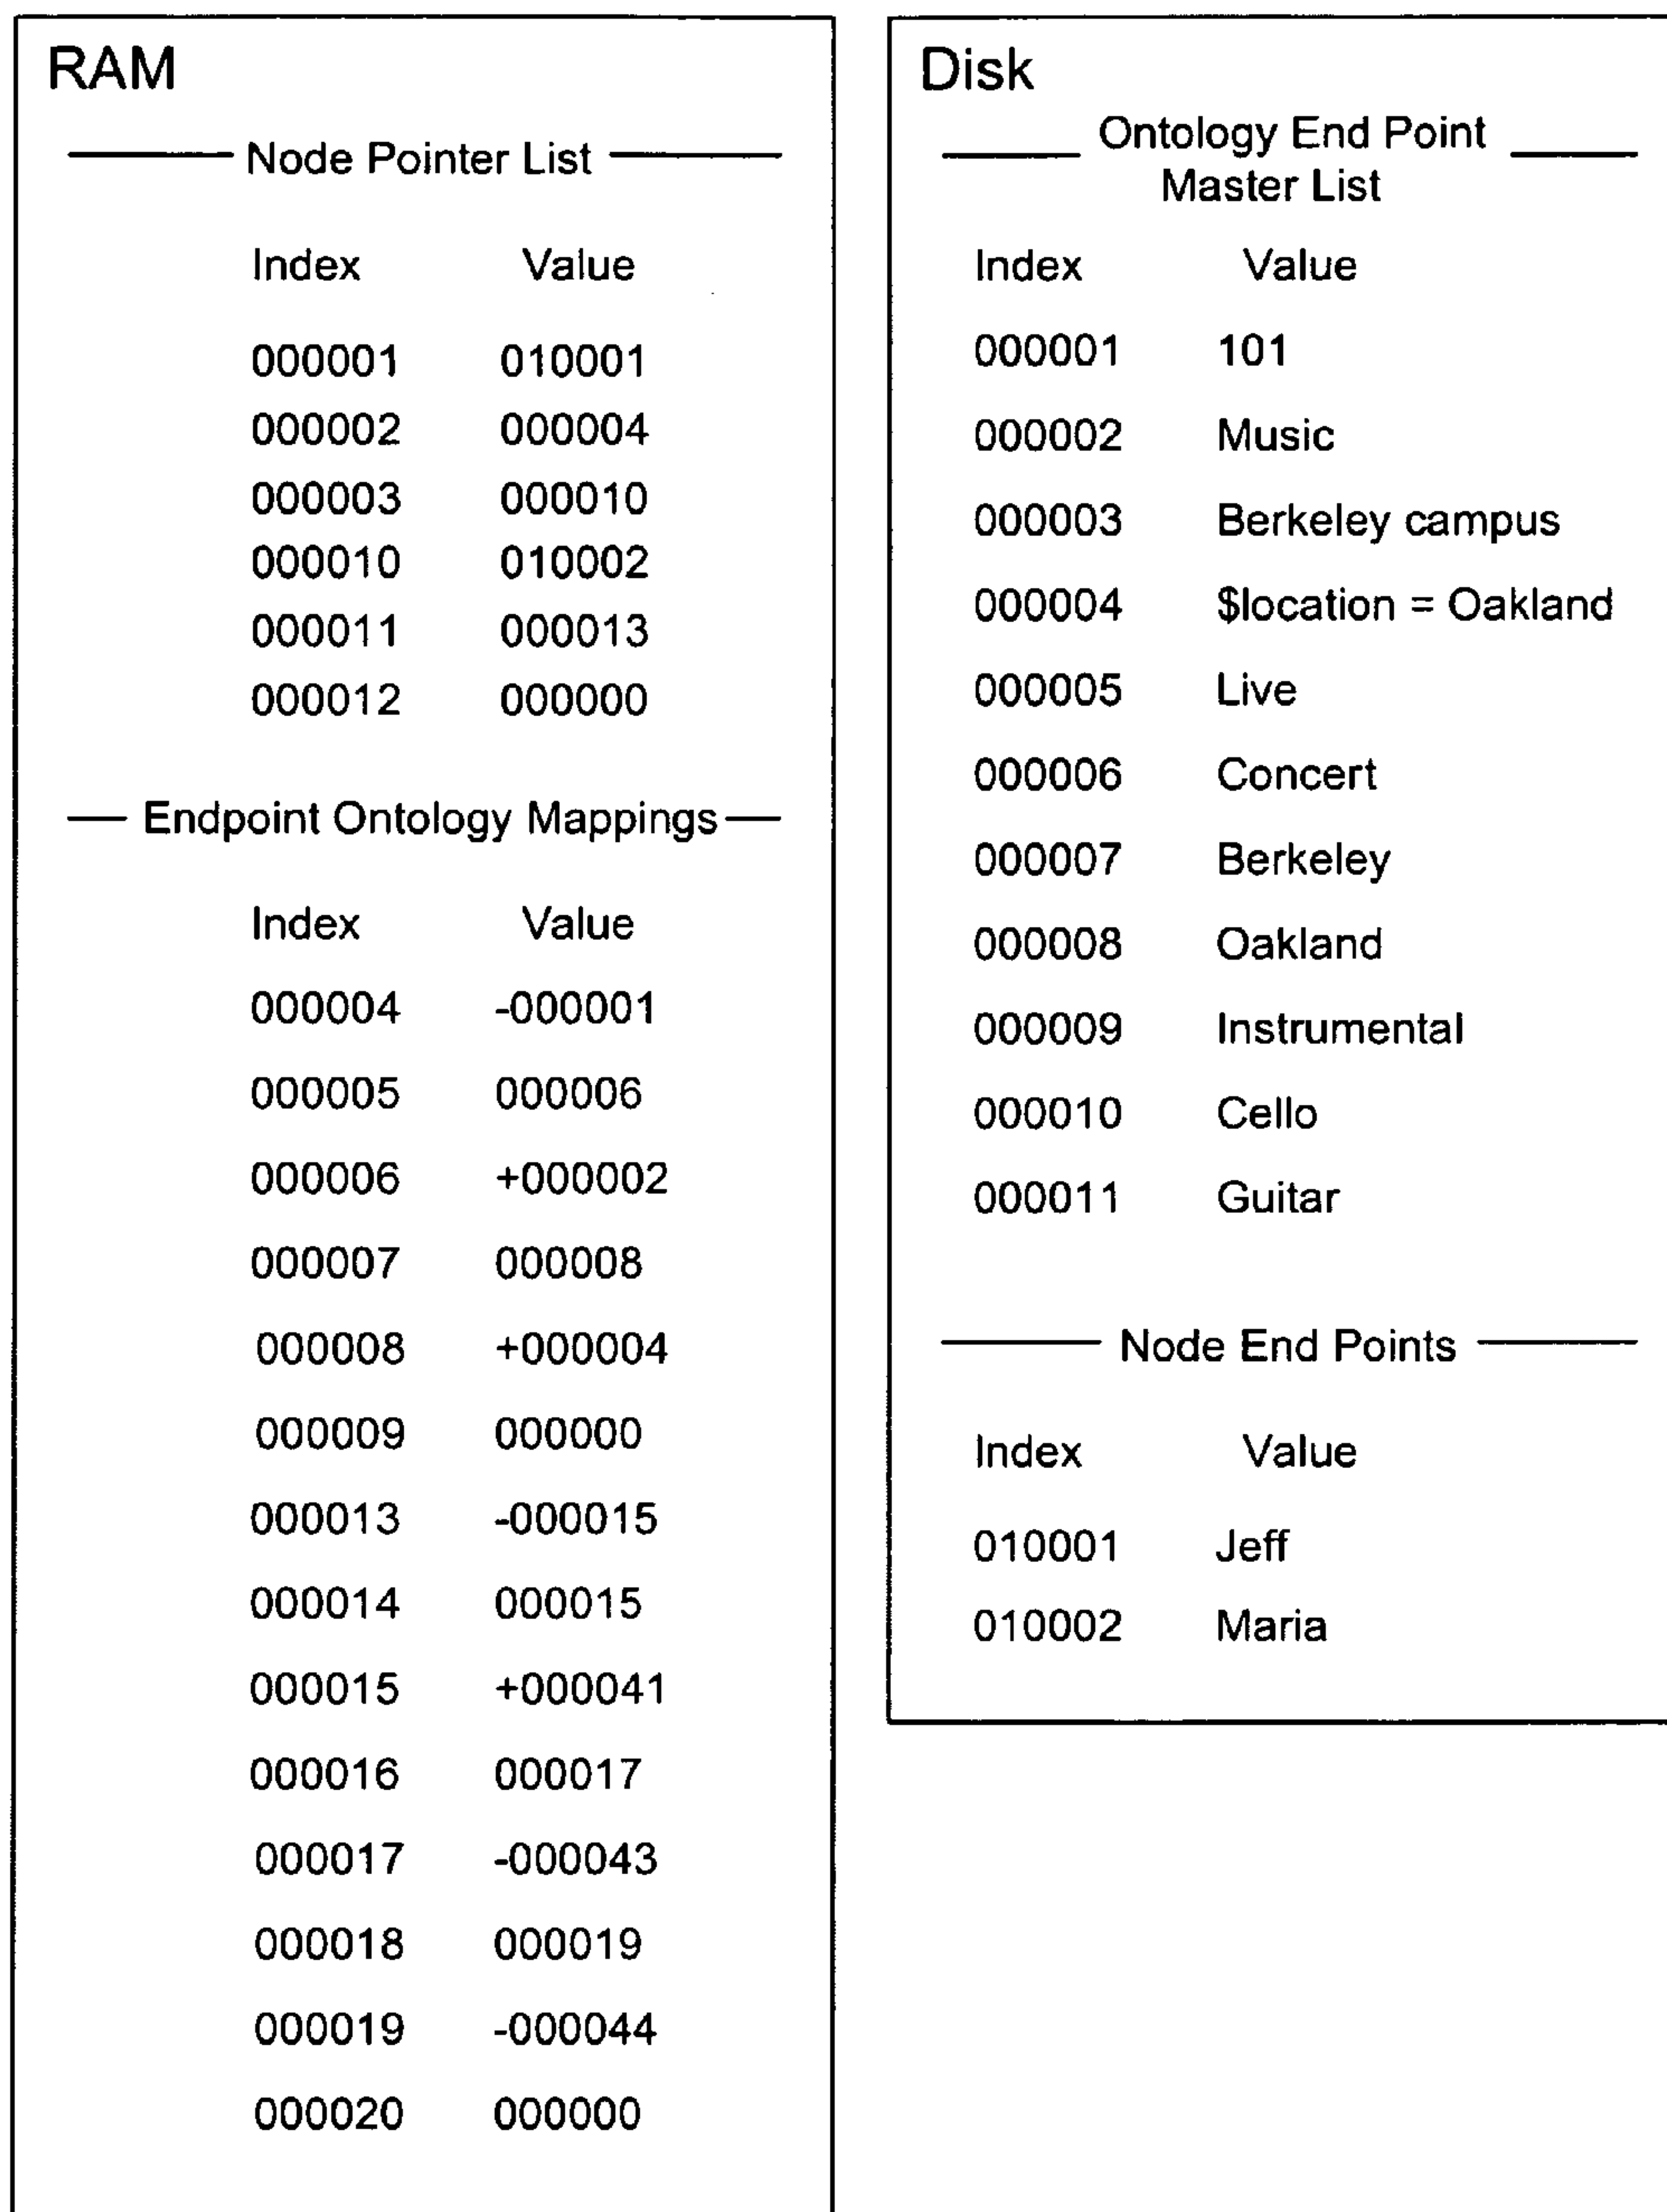 RAM
Node Pointer List
Index Value
000001 010001
000002 000004
000003 000010
000010 010002
000011 000013
000012 000000
Endpoint Ontology Mappings
Index Value
000004 -000001
000005 000006
000006 +000002
000007 000008
000008 +000004
000009 000000
000013 -000015
000014 000015
000015 +000041
000016 000017
000017 -000043
000018 000019
000019 -000044
000020 000000
Disk
Ontology End Point
Master List
Index Value
000001 101
000002 Music
000003 Berkeley campus
000004 $location = Oakland
000005 Live
000006 Concert
000007 Berkeley
000008 Oakland
000009 Instrumental
000010 Cello
000011 Guitar
Node End Points
Index Value
010001 Jeff
010002 Maria